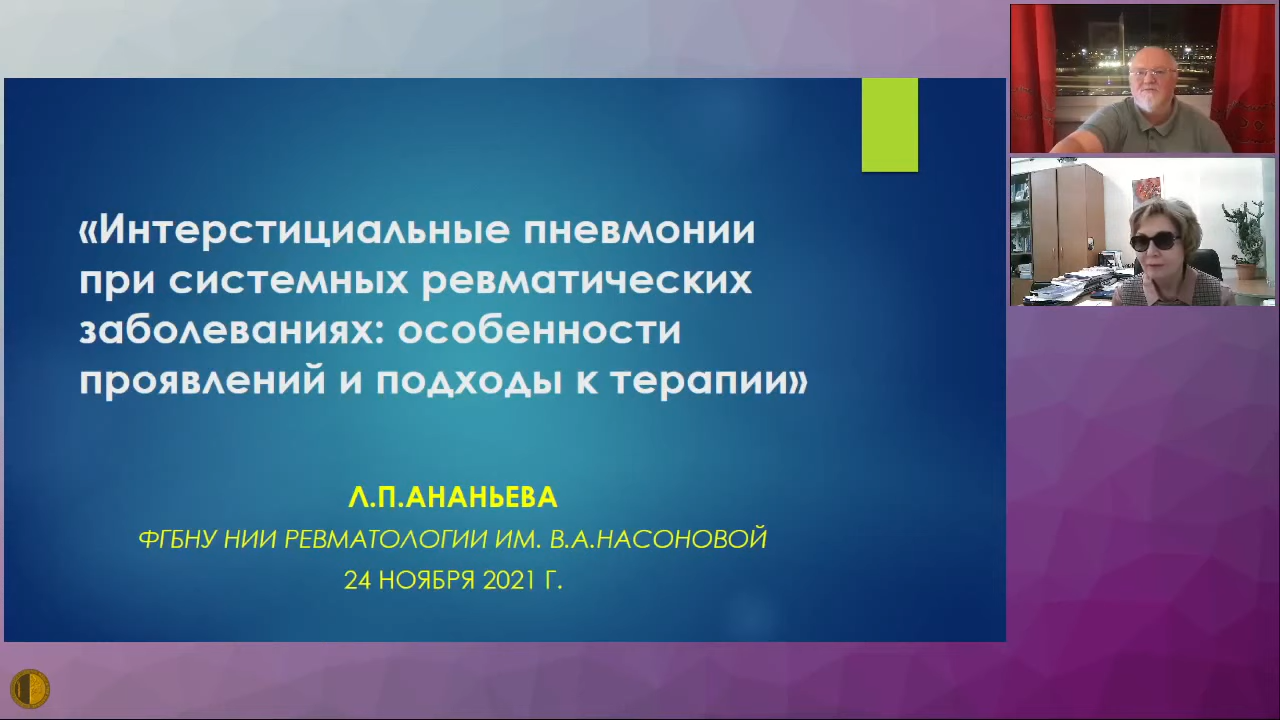 «Интерстициальные пневмонии
при системных ревматических
заболеваниях: особенности
проявлений и подходы к терапии»
Л.П.АНАНЬЕВА
ФГБНУ НИИ РЕВМАТОЛОГИИ ИМ. В.А.НАСОНОВОЙ
24 НОЯБРЯ 2021 Г.